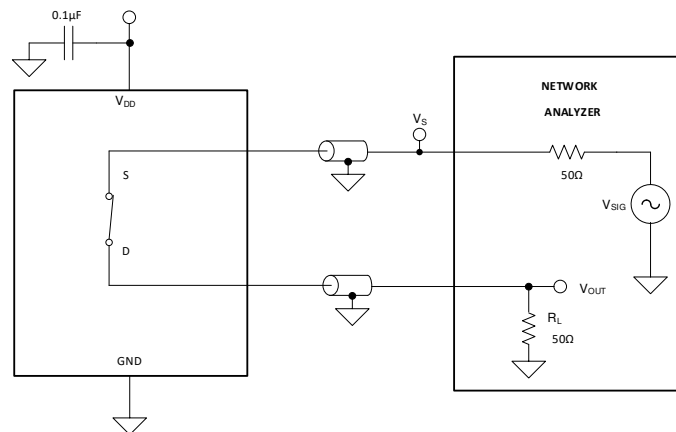 0.1µF
VDD
NETWORK
ANALYZER
VS
S
50Ω
VSIG
D
VOUT
RL
50Ω
GND